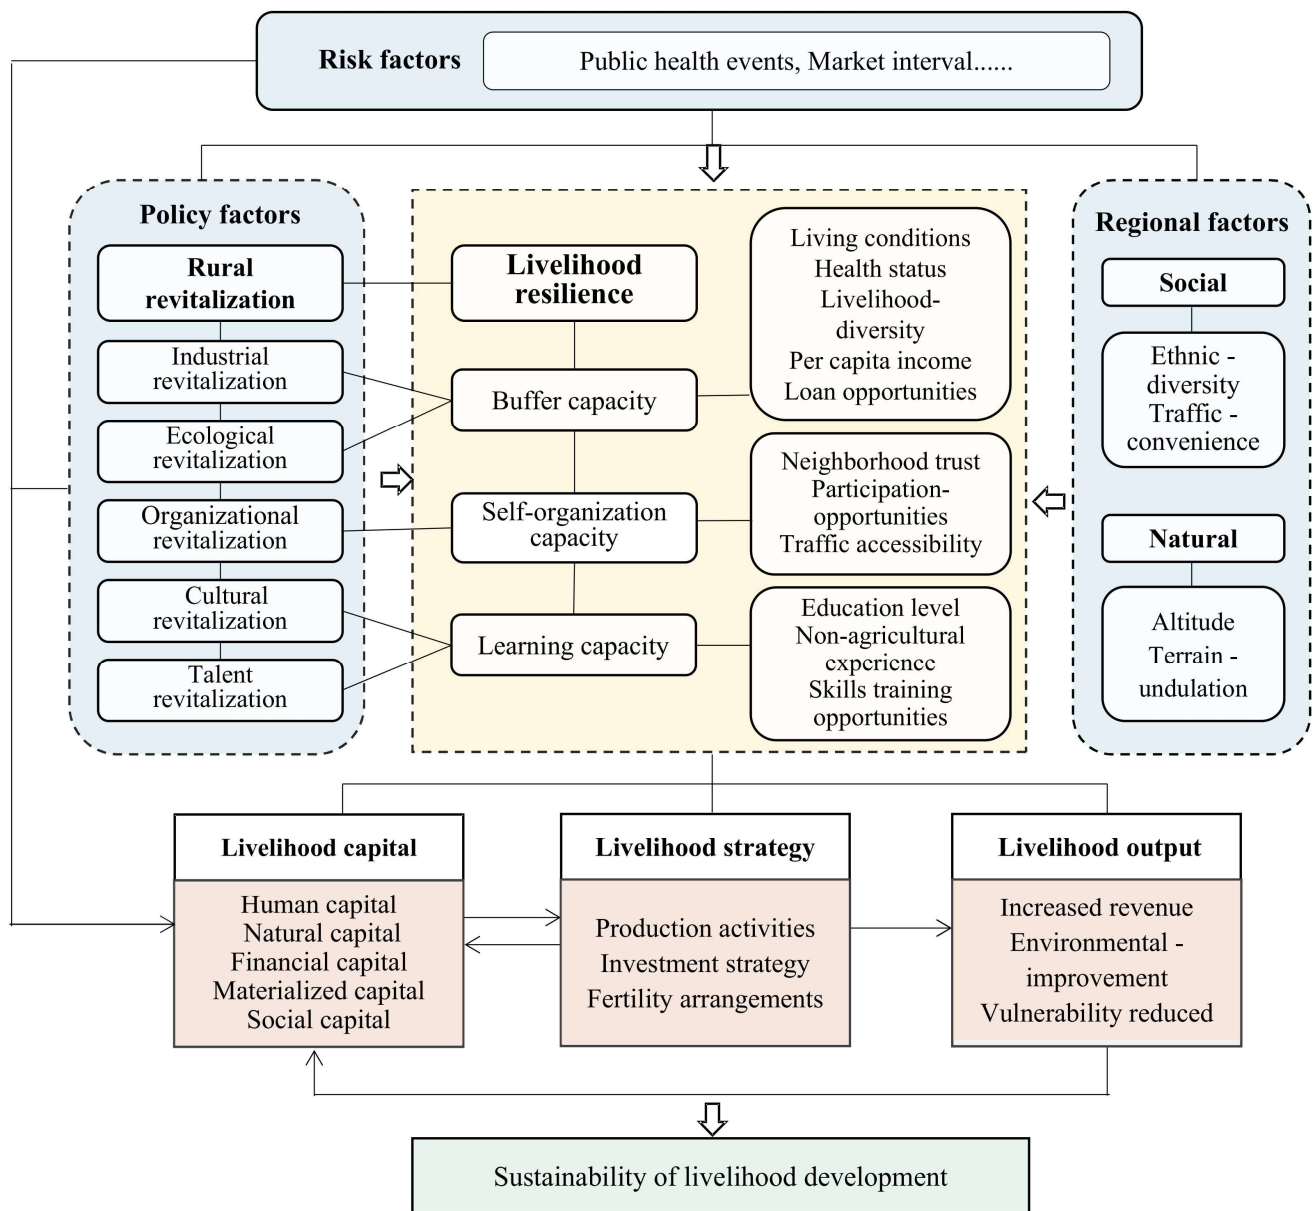 Risk factors
Public health events, Market interval......
Policy factors
Rural
revitalization
Industrial
revitalization
Ecological
revitalization
Organizational
revitalization
Cultural
revitalization
Talent
revitalization
Livelihood
resilience
Buffer capacity
Self-organization
capacity
Learning capacity
Living conditions
Health status
Livelihood-
diversity
Per capita income
Loan opportunities
Neighborhood trust
Participation-
opportunities
Traffic accessibility
Education level
Non-agricultural
experience
Skills training
opportunities
Regional factors
Social
Ethnic -
diversity
Traffic -
convenience
Natural
Altitude
Terrain -
undulation
Livelihood capital
Human capital
Natural capital
Financial capital
Materialized capital
Social capital
Livelihood strategy
Production activities
Investment strategy
Fertility arrangements
Livelihood output
Increased revenue
Environmental -
improvement
Vulnerability reduced
Sustainability of livelihood development